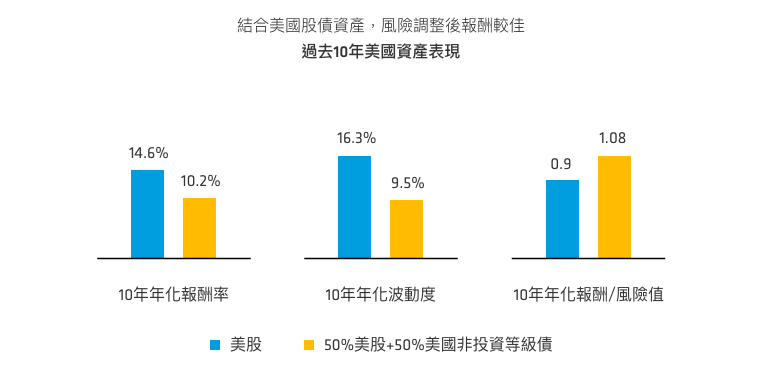 結合美國股債資產，風險調整後報酬較佳
過去10年美國資產表現
14.6%
10.2%
10年年化報酬率
16.3%
9.5%
10年年化波動度
0.9
1.08
10年年化報酬/風險值
美股
50%美股+50%美國非投資等級債